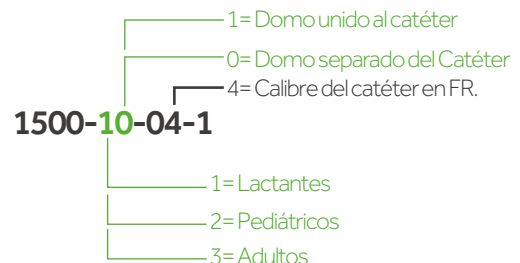 1= Domo unido al catéter
0= Domo separado del Catéter
4= Calibre del catéter en FR.
1500-10-04-1
1= Lactantes
2= Pediátricos
3= Adultos